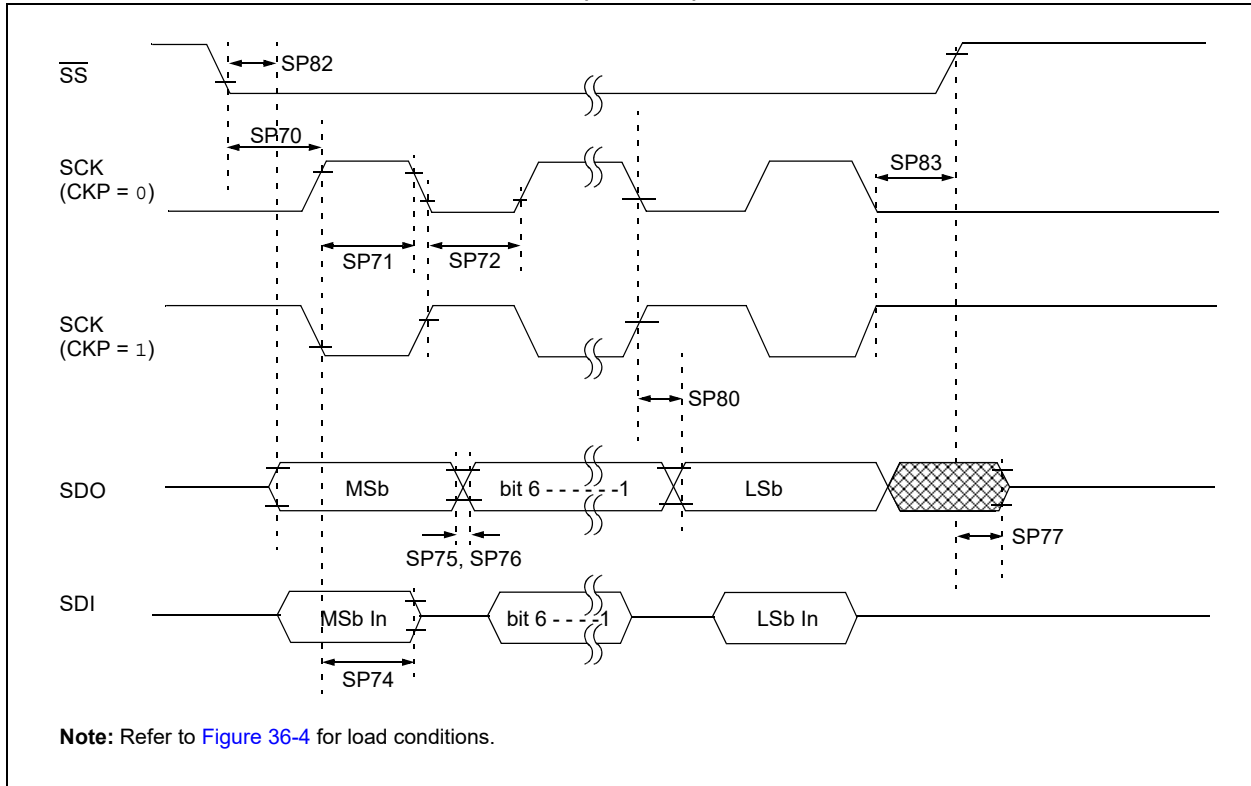 SS
SP82
SP70
SCK
(CKP = 0)
SP83
SP71
SP72
SCK
(CKP = 1)
SP80
SDO
MSb
bit 6 - - - - - -1
LSb
SP77
SP75, SP76
SDI
MSb In
bit 6 - - - -1
LSb In
SP74
Note: Refer to Figure 36-4 for load conditions.